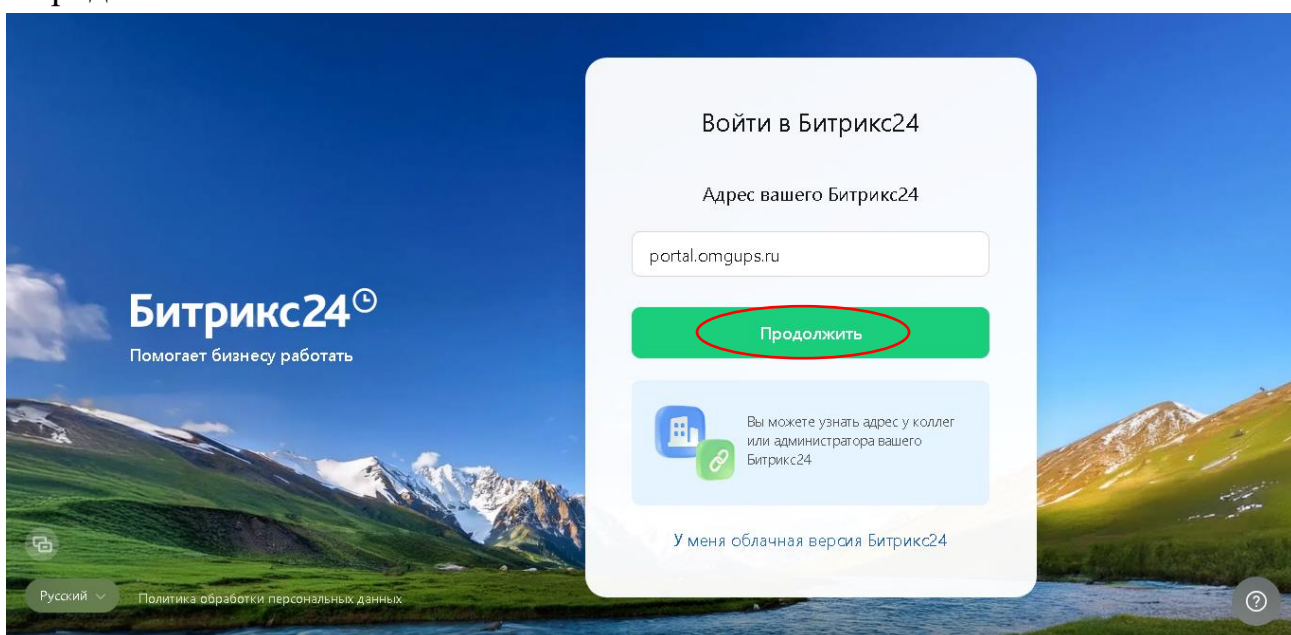 Войти в Битрикс24
Адрес вашего Битрикс24
portal.omgups.ru
Продолжить
Битрикс24
Помогает бизнесу работать
Вы можете узнать адрес у коллег
или администратора вашего
Битрикс24
У меня облачная версия Битрикс24
Русский
Политика обработки персональных данных
?